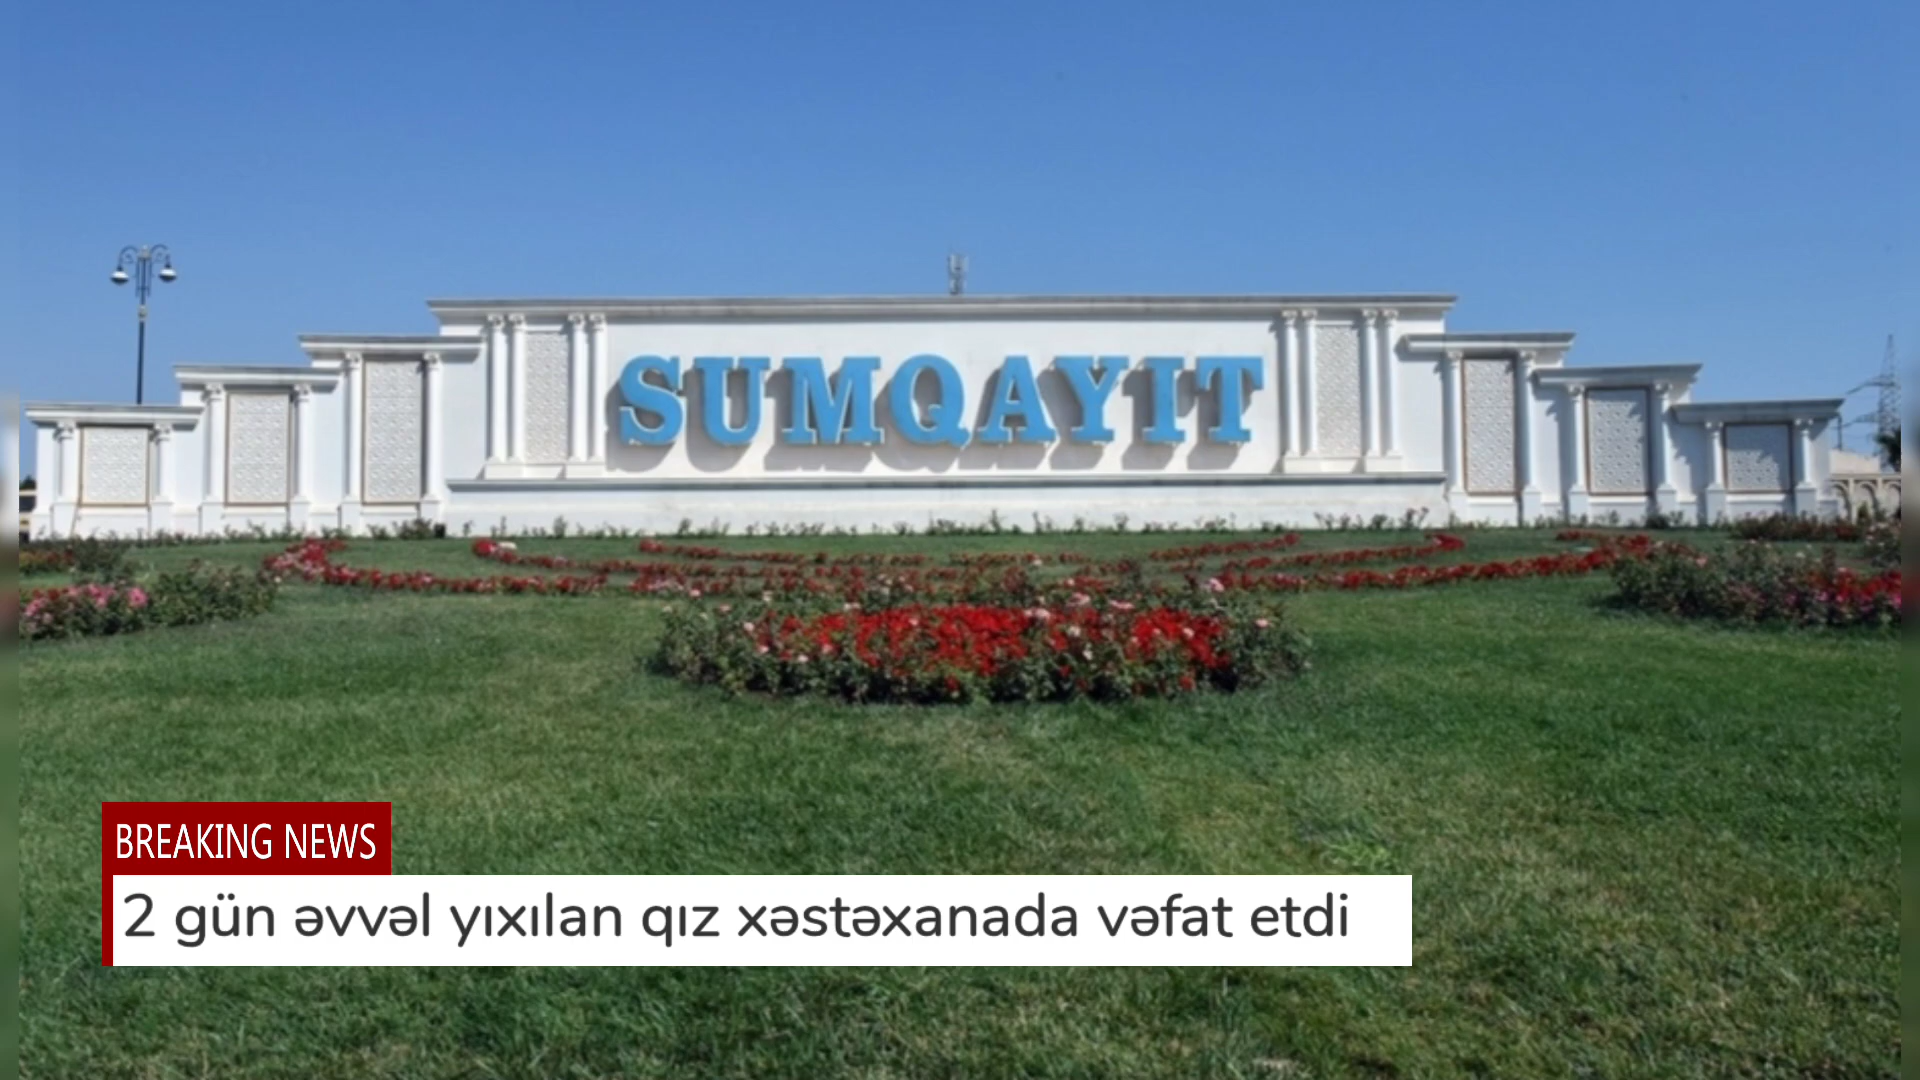 SUMQAYIT
BREAKING NEWS
2 gün əvvəl yıxılan qız xəstəxanada vəfat etdi